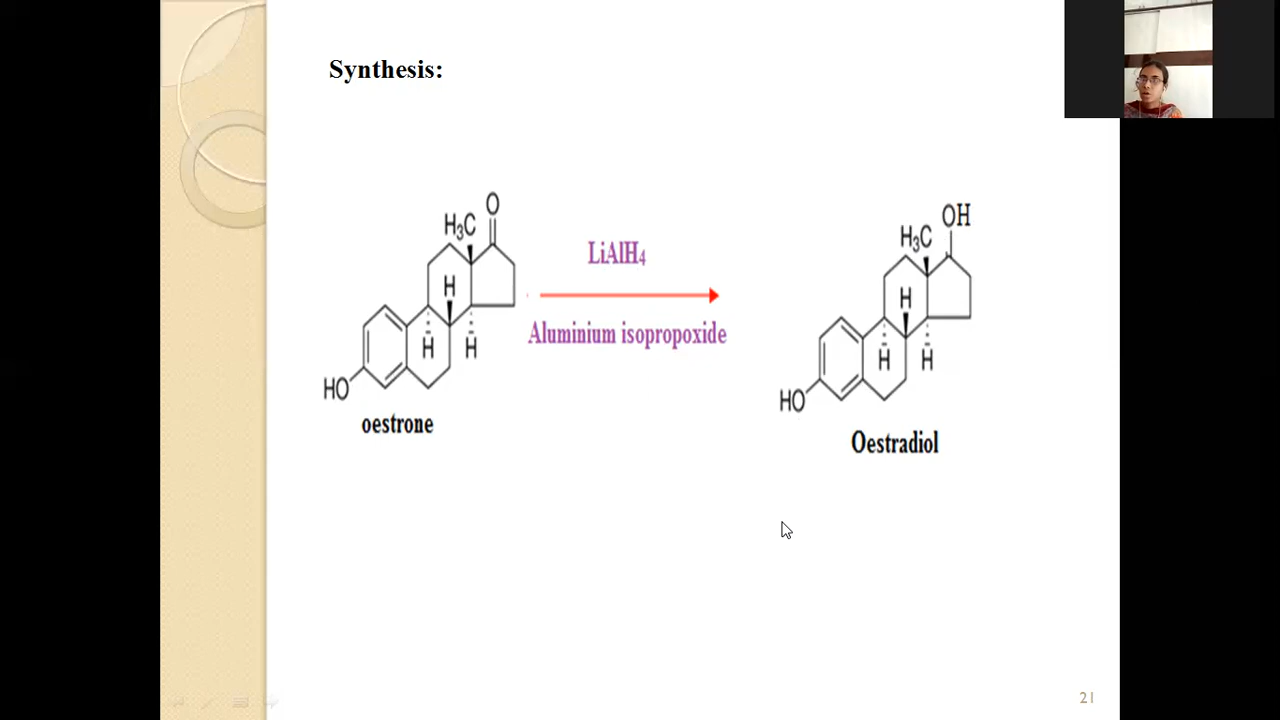 Synthesis:
O
H₃C
H
H
H
HO
oestrone
LiAlH4
Aluminium isopropoxide
OH
H₃C
H
H
H
HO
Oestradiol
21